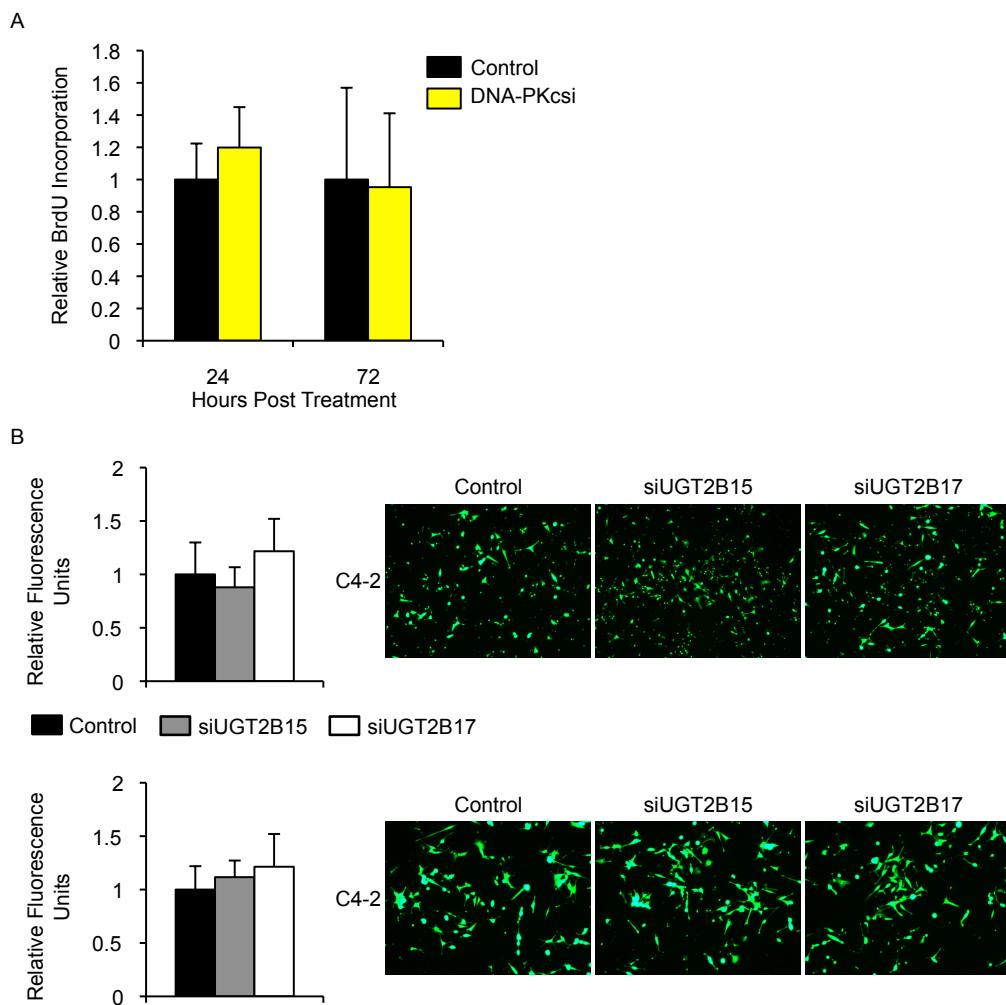 A
Relative BrdU Incorporation
1.8
1.6
1.4
1.2
1
0.8
0.6
0.4
0.2
0
Control
DNA-PKcsi
24
72
Hours Post Treatment
B
Relative Fluorescence
Units
2
1.5
1
0.5
0
Control
siUGT2B15
siUGT2B17
C4-2
Control
siUGT2B15
siUGT2B17
Relative Fluorescence
Units
2
1.5
1
0.5
0
Control
siUGT2B15
siUGT2B17
C4-2